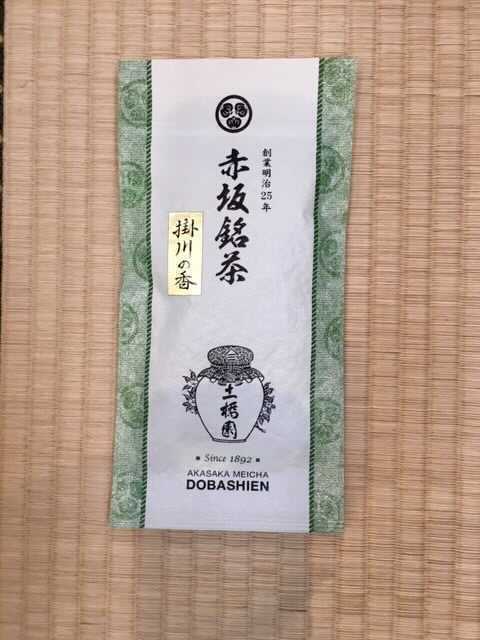 創業明治25年
赤坂銘茶
掛川の香
土橋園
Since 1892
AKASAKA MEICHA
DOBASHIEN